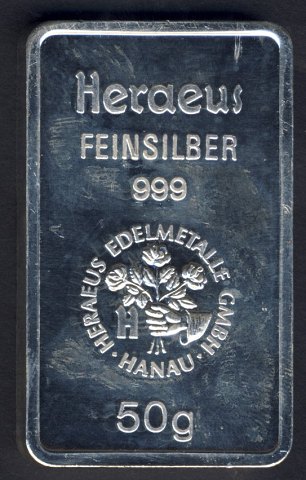 Heraeus
FEINSILBER
999
HERAEUS EDELMETALLE GMBH · HANAU ·
H
50g